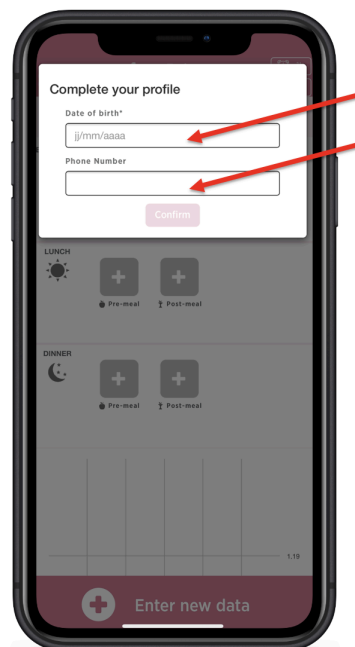 Complete your profile
Date of birth*
jj/mm/aaaa
Phone Number
Confirm
LUNCH
Pre-meal Post-meal
DINNER
Pre-meal Post-meal
1.19
Enter new data